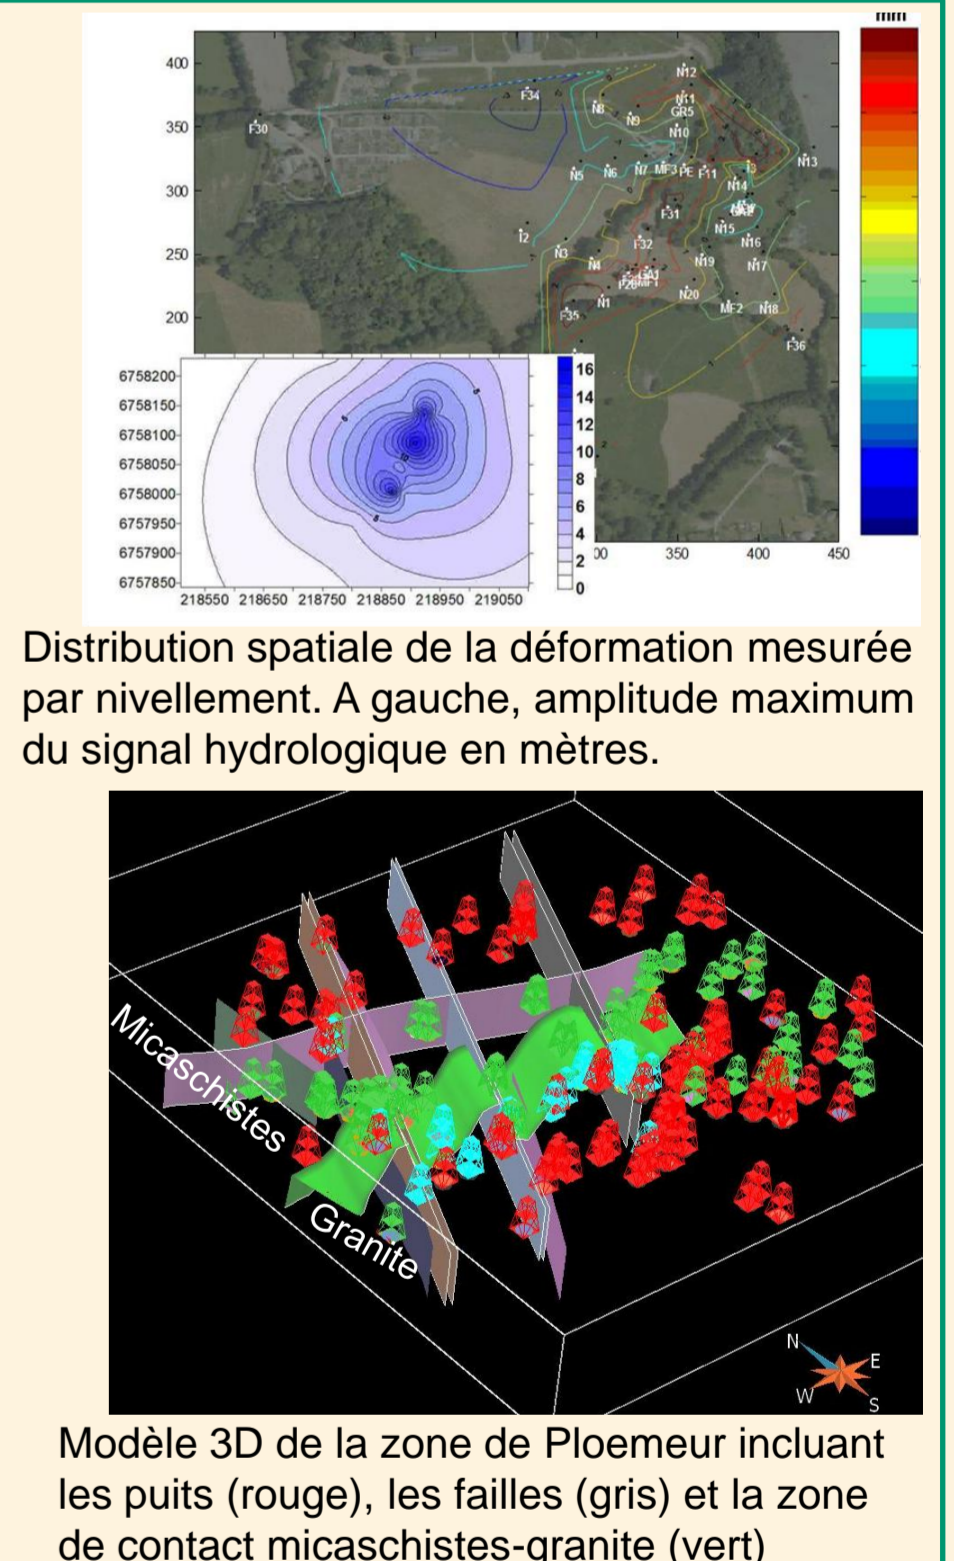 mm
400
350
300
250
200
F30
F34
N12
N8
N11
GR5
N9
N10
N13
N5
N6
N7
MF3
PE
F11
I3
N14
F31
I2
N15
N16
F32
N3
N4
N19
N17
N1
N20
F35
MF2
N18
F36
350
400
450
6758200
6758150
6758100
6758050
6758000
6757950
6757900
6757850
218550 218650 218750 218850 218950 219050
16
14
12
10
8
6
4
2
0
Distribution spatiale de la déformation mesurée
par nivellement. A gauche, amplitude maximum
du signal hydrologique en mètres.
Micaschistes
Granite
N
E
W
S
Modèle 3D de la zone de Ploemeur incluant
les puits (rouge), les failles (gris) et la zone
de contact micaschistes-granite (vert)